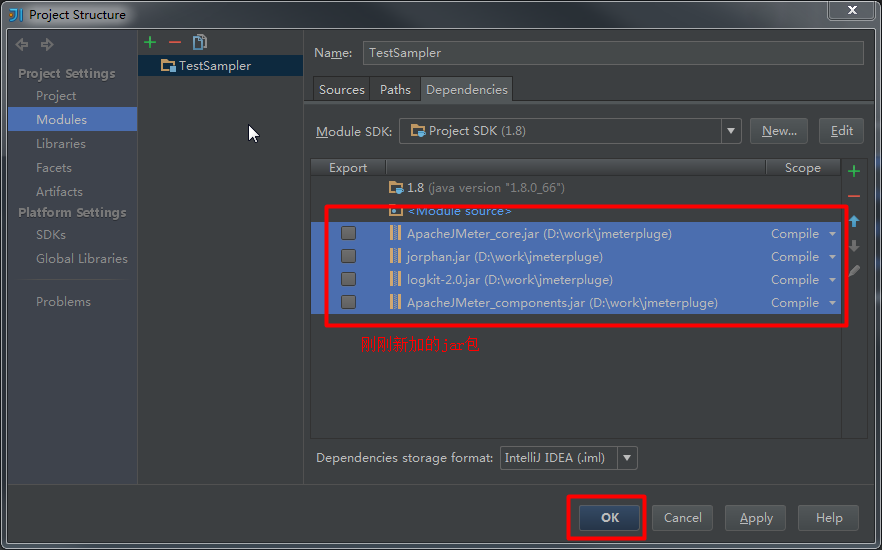 Project Structure
Project Settings
Project
Modules
Libraries
Facets
Artifacts
Platform Settings
SDKs
Global Libraries
Problems
TestSampler
Name: TestSampler
Sources Paths Dependencies
Module SDK: Project SDK (1.8) New... Edit
Export Scope
1.8 (java version "1.8.0_66")
<Module source>
ApacheJMeter_core.jar (D:\work\jmeterpluge) Compile
jorphan.jar (D:\work\jmeterpluge) Compile
logkit-2.0.jar (D:\work\jmeterpluge) Compile
ApacheJMeter_components.jar (D:\work\jmeterpluge) Compile
刚刚新加的jar包
Dependencies storage format: IntelliJ IDEA (.iml)
OK Cancel Apply Help